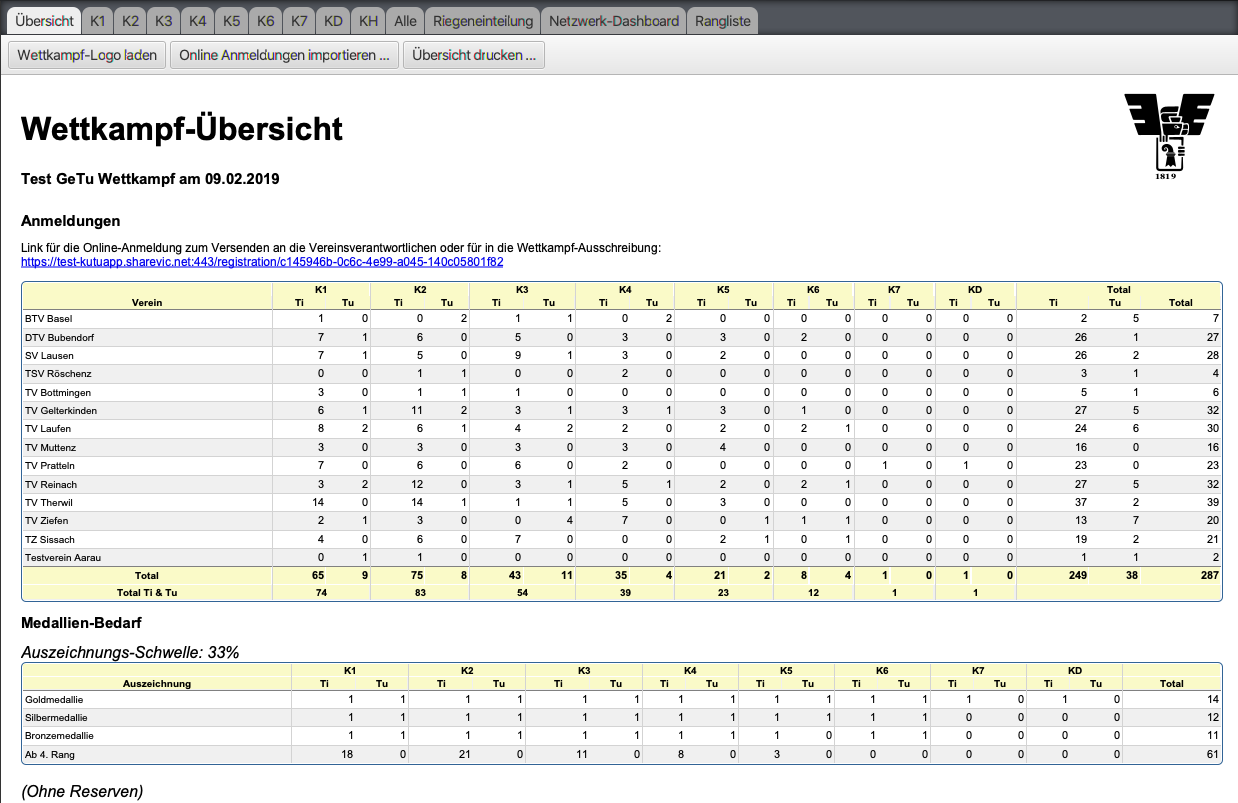 Übersicht K1 K2 K3 K4 K5 K6 K7 KD KH Alle Riegeneinteilung Netzwerk-Dashboard Rangliste
Wettkampf-Logo laden Online Anmeldungen importieren ... Übersicht drucken ...
Wettkampf-Übersicht
1819
Test GeTu Wettkampf am 09.02.2019
Anmeldungen
Link für die Online-Anmeldung zum Versenden an die Vereinsverantwortlichen oder für in die Wettkampf-Ausschreibung:
https://test-kutuapp.sharevic.net:443/registration/c145946b-0c6c-4e99-a045-140c05801f82
K1 K2 K3 K4 K5 K6 K7 KD Total
Verein Ti Tu Ti Tu Ti Tu Ti Tu Ti Tu Ti Tu Ti Tu Ti Tu Ti Tu Total
BTV Basel 1 0 0 2 1 1 0 2 0 0 0 0 0 0 0 0 2 5 7
DTV Bubendorf 7 1 6 0 5 0 3 0 3 0 2 0 0 0 0 0 26 1 27
SV Lausen 7 1 5 0 9 1 3 0 2 0 0 0 0 0 0 0 26 2 28
TSV Röschenz 0 0 1 1 0 0 2 0 0 0 0 0 0 0 0 0 3 1 4
TV Bottmingen 3 0 1 1 1 0 0 0 0 0 0 0 0 0 0 0 5 1 6
TV Gelterkinden 6 1 11 2 3 1 3 1 3 0 1 0 0 0 0 0 27 5 32
TV Laufen 8 2 6 1 4 2 2 0 2 0 2 1 0 0 0 0 24 6 30
TV Muttenz 3 0 3 0 3 0 3 0 4 0 0 0 0 0 0 0 16 0 16
TV Pratteln 7 0 6 0 6 0 2 0 0 0 0 0 1 0 1 0 23 0 23
TV Reinach 3 2 12 0 3 1 5 1 2 0 2 1 0 0 0 0 27 5 32
TV Therwil 14 0 14 1 1 1 5 0 3 0 0 0 0 0 0 0 37 2 39
TV Ziefen 2 1 3 0 0 4 7 0 0 1 1 1 0 0 0 0 13 7 20
TZ Sissach 4 0 6 0 7 0 0 0 2 1 0 1 0 0 0 0 19 2 21
Testverein Aarau 0 1 1 0 0 0 0 0 0 0 0 0 0 0 0 0 1 1 2
Total 65 9 75 8 43 11 35 4 21 2 8 4 1 0 1 0 249 38 287
Total Ti & Tu 74 83 54 39 23 12 1 1
Medallien-Bedarf
Auszeichnungs-Schwelle: 33%
K1 K2 K3 K4 K5 K6 K7 KD
Auszeichnung Ti Tu Ti Tu Ti Tu Ti Tu Ti Tu Ti Tu Ti Tu Ti Tu Total
Goldmedallie 1 1 1 1 1 1 1 1 1 1 1 1 1 0 1 0 14
Silbermedallie 1 1 1 1 1 1 1 1 1 1 1 1 0 0 0 0 12
Bronzemedallie 1 1 1 1 1 1 1 1 1 0 1 1 0 0 0 0 11
Ab 4. Rang 18 0 21 0 11 0 8 0 3 0 0 0 0 0 0 0 61
(Ohne Reserven)